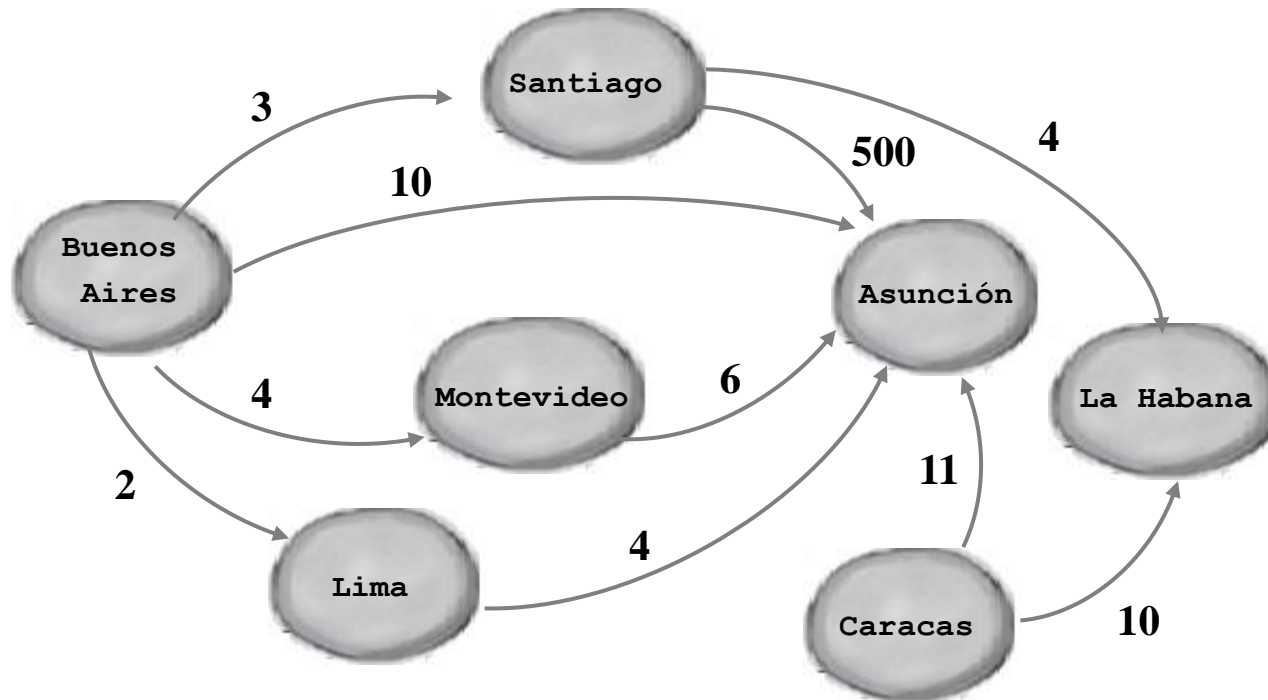 Santiago
3
4
500
10
Buenos
Aires
Asunción
4
Montevideo
6
La Habana
2
11
4
Lima
Caracas
10